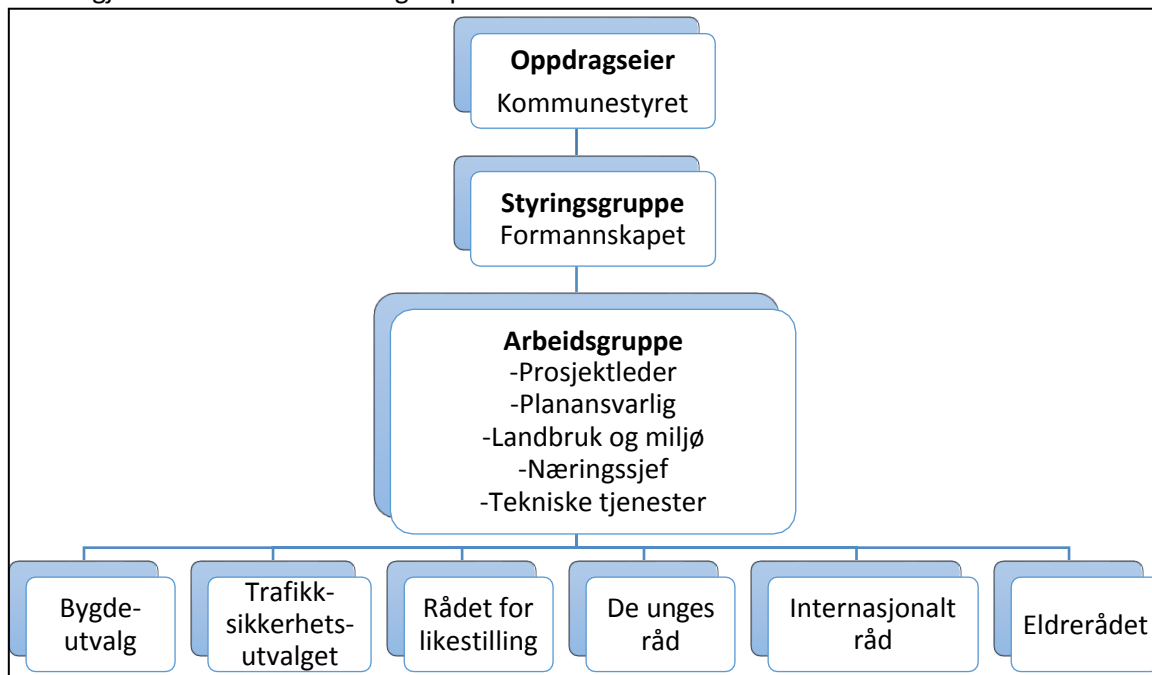 Oppdragseier
Kommunestyret
Styringsgruppe
Formannskapet
Arbeidsgruppe
-Prosjektleder
-Planansvarlig
-Landbruk og miljø
-Næringssjef
-Tekniske tjenester
Bygde-
utvalg
Trafikk-
sikkerhets-
utvalget
Rådet for
likestilling
De unges
råd
Internasjonalt
råd
Eldrerådet